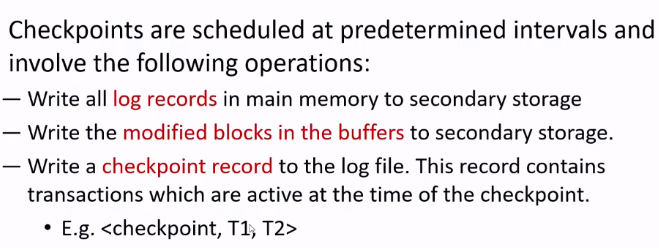 Checkpoints are scheduled at predetermined intervals and
involve the following operations:
— Write all log records in main memory to secondary storage
— Write the modified blocks in the buffers to secondary storage.
— Write a checkpoint record to the log file. This record contains
transactions which are active at the time of the checkpoint.
• E.g. <checkpoint, T1, T2>